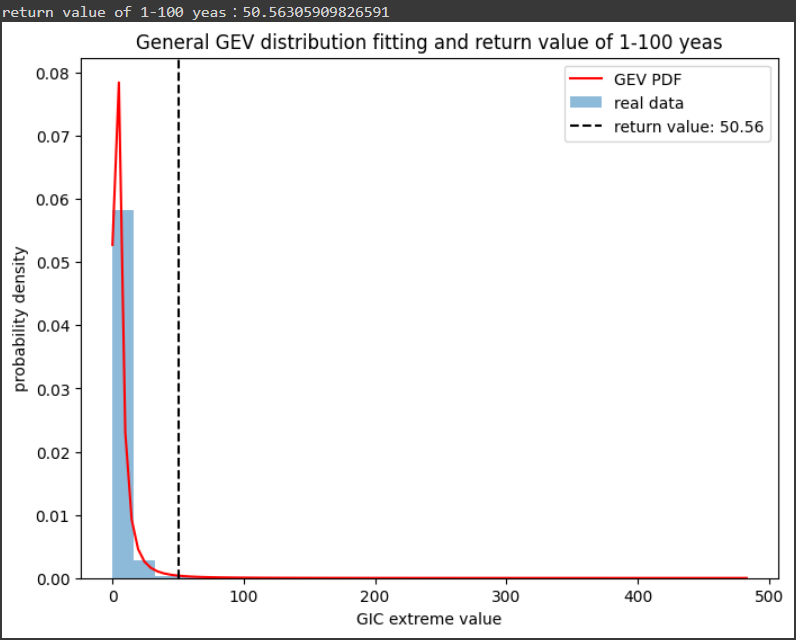 return value of 1-100 yeas：50.56305909826591
General GEV distribution fitting and return value of 1-100 yeas
GEV PDF
real data
return value: 50.56
probability density
0.08
0.07
0.06
0.05
0.04
0.03
0.02
0.01
0.00
0 100 200 300 400 500
GIC extreme value